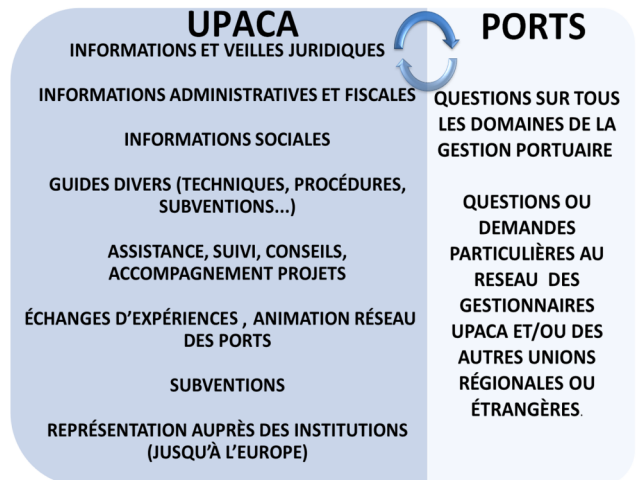 UPACA
INFORMATIONS ET VEILLES JURIDIQUES
INFORMATIONS ADMINISTRATIVES ET FISCALES
INFORMATIONS SOCIALES
GUIDES DIVERS (TECHNIQUES, PROCÉDURES,
SUBVENTIONS...)
ASSISTANCE, SUIVI, CONSEILS,
ACCOMPAGNEMENT PROJETS
ÉCHANGES D’EXPÉRIENCES , ANIMATION RÉSEAU
DES PORTS
SUBVENTIONS
REPRÉSENTATION AUPRÈS DES INSTITUTIONS
(JUSQU’À L’EUROPE)
PORTS
QUESTIONS SUR TOUS
LES DOMAINES DE LA
GESTION PORTUAIRE
QUESTIONS OU
DEMANDES
PARTICULIÈRES AU
RESEAU DES
GESTIONNAIRES
UPACA ET/OU DES
AUTRES UNIONS
RÉGIONALES OU
ÉTRANGÈRES.